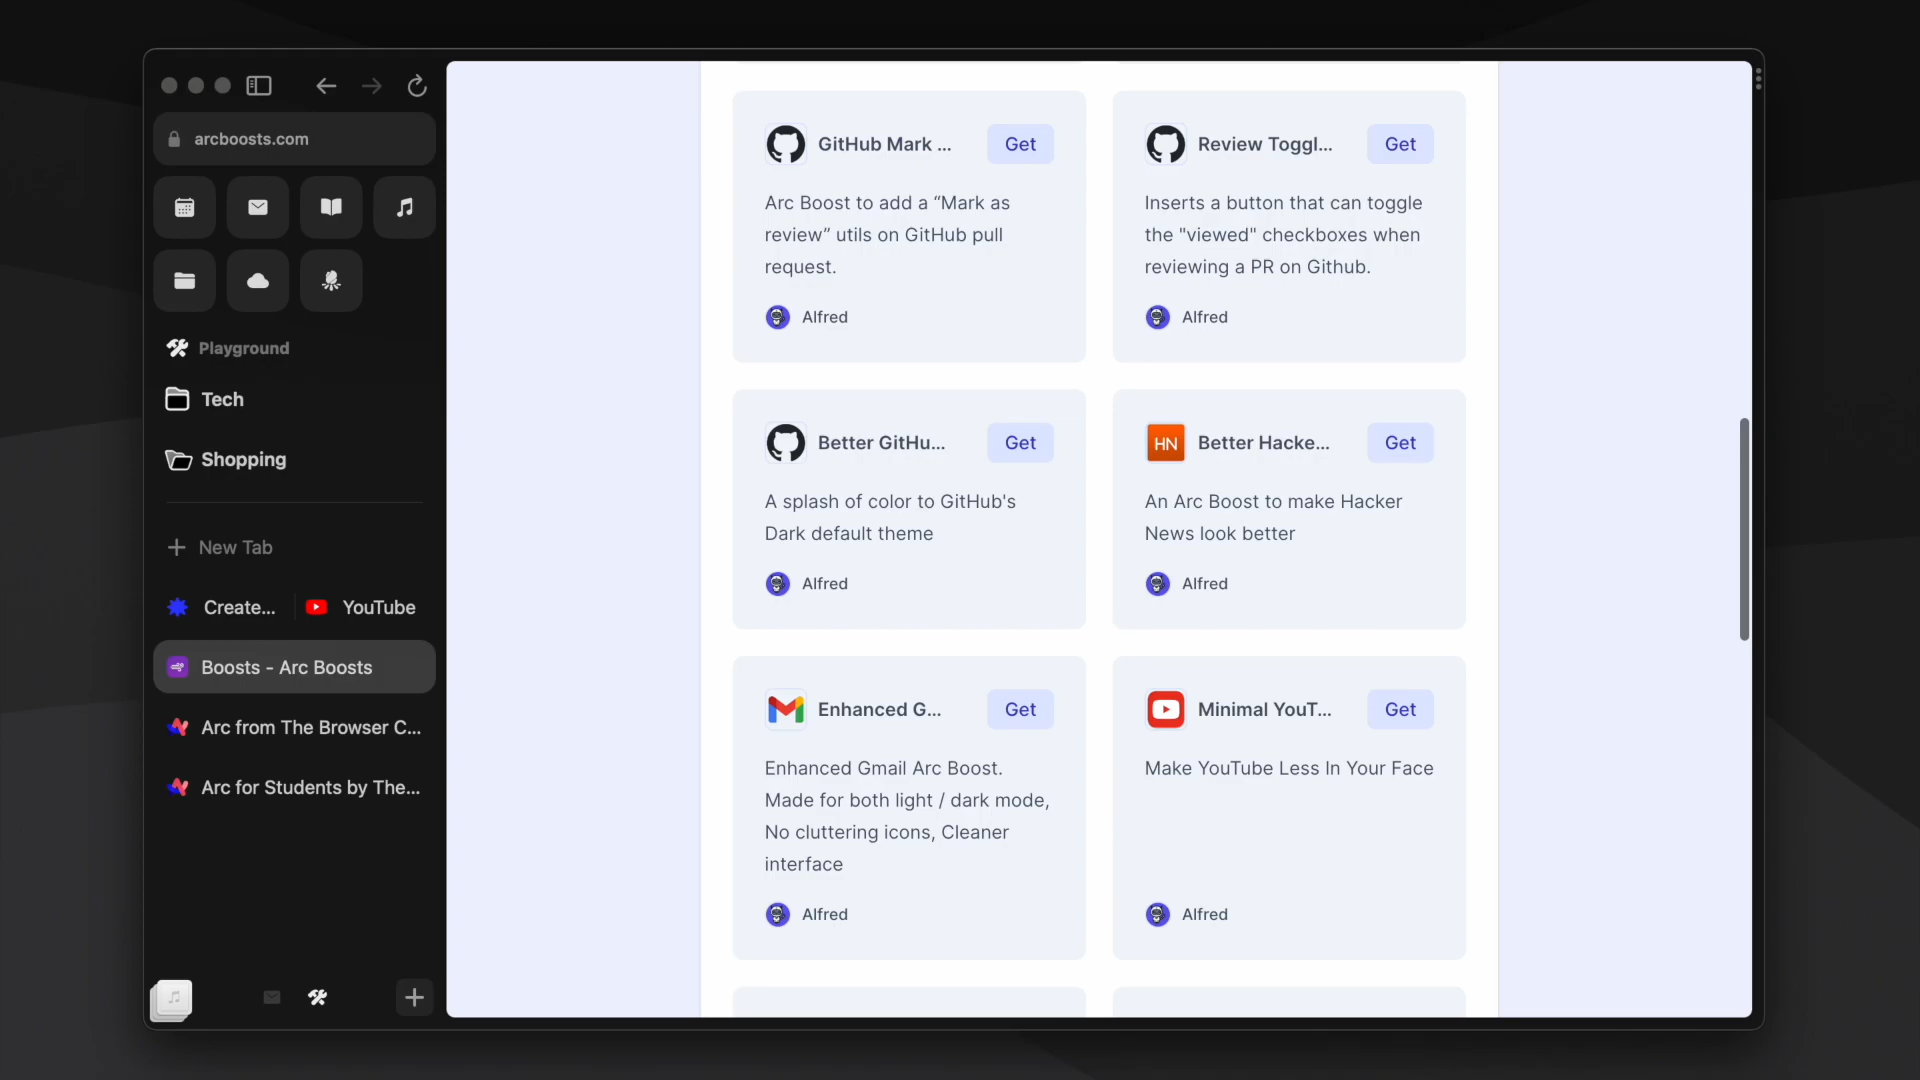 arcboosts.com
Playground
Tech
Shopping
New Tab
Create...
YouTube
Boosts - Arc Boosts
Arc from The Browser C...
Arc for Students by The...
GitHub Mark ...
Get
Arc Boost to add a “Mark as
review” utils on GitHub pull
request.
Alfred
Review Toggl...
Get
Inserts a button that can toggle
the "viewed" checkboxes when
reviewing a PR on Github.
Alfred
Better GitHu...
Get
A splash of color to GitHub's
Dark default theme
Alfred
HN
Better Hacke...
Get
An Arc Boost to make Hacker
News look better
Alfred
Enhanced G...
Get
Enhanced Gmail Arc Boost.
Made for both light / dark mode,
No cluttering icons, Cleaner
interface
Alfred
Minimal YouT...
Get
Make YouTube Less In Your Face
Alfred